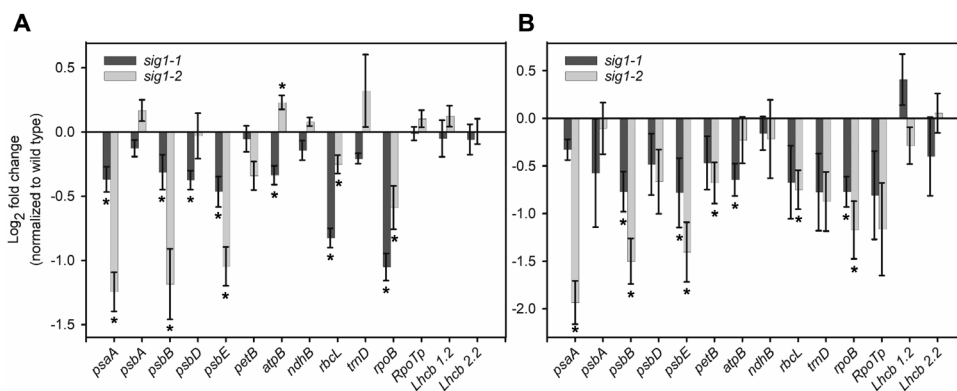 A
B
Log2 fold change
(normalized to wild type)
0.5
0.0
-0.5
-1.0
-1.5
sig1-1
sig1-2
*
* * * * * * * * * * *
psaA psbA psbB psbD psbE petB atpB ndhB rbcL trnD rpoB RpoTp Lhcb 1.2 Lhcb 2.2
0.5
0.0
-0.5
-1.0
-1.5
-2.0
sig1-1
sig1-2
* * * * * * * * * *
psaA psbA psbB psbD psbE petB atpB ndhB rbcL trnD rpoB RpoTp Lhcb 1.2 Lhcb 2.2